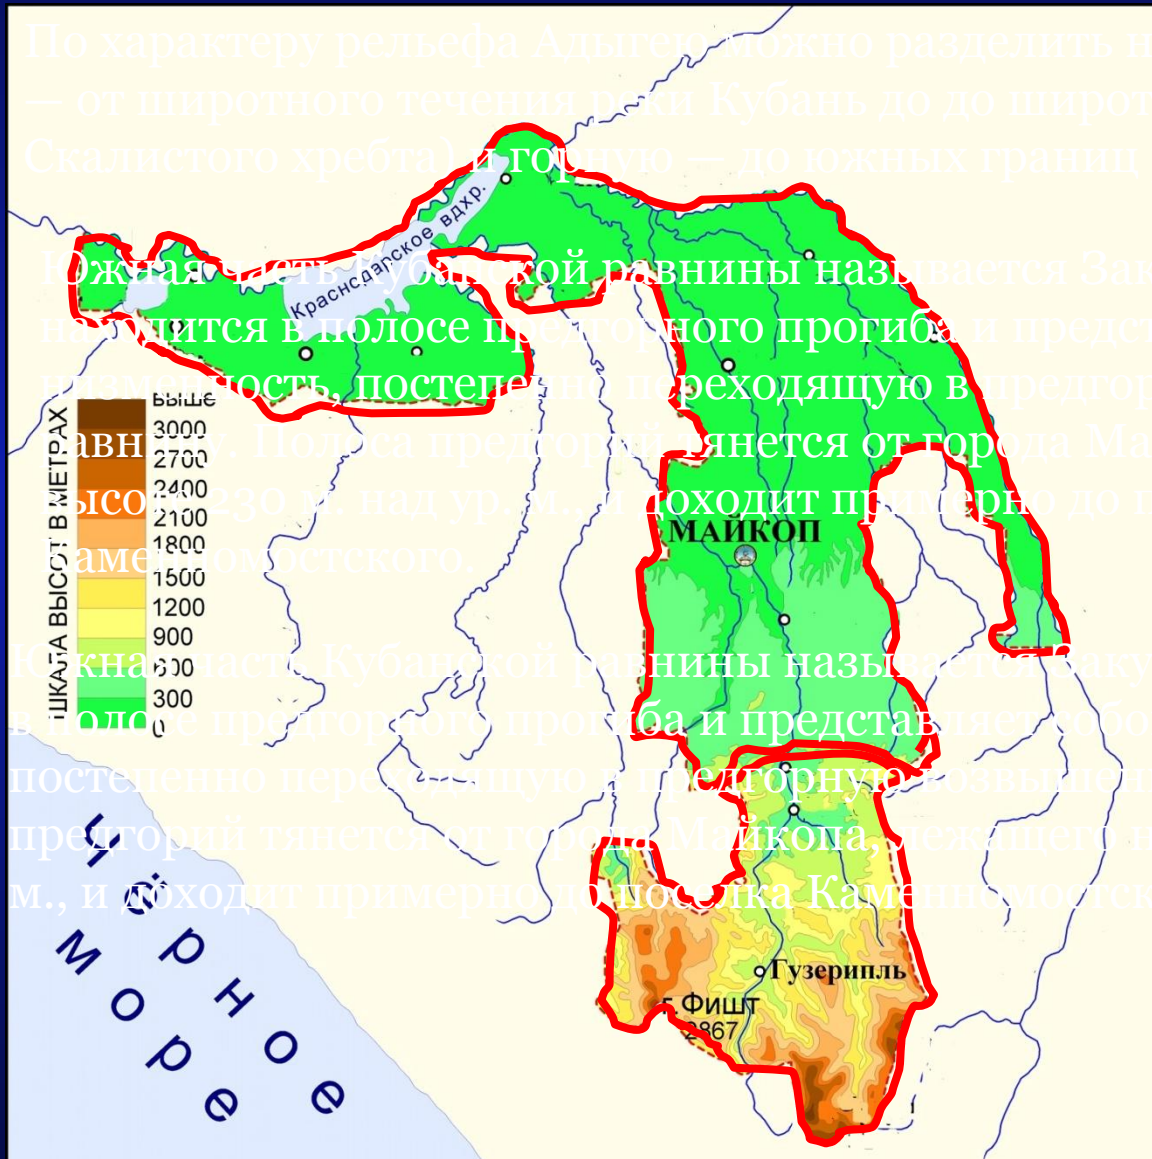 По характеру рельефа Адыгею можно разделить н
— от широтного течения реки Кубань до до широт
Скалистого хребта) и горную — до южных границ
Краснодарское вдхр.
Южная часть Кубанской равнины называется Зак
находится в полосе предгорного прогиба и предст
низменность, постепенно переходящую в предгор
равнину. Полоса предгорий тянется от города Ма
высоте 230 м. над ур. м., и доходит примерно до п
Каменномостского.
ШКАЛА ВЫСОТ В МЕТРАХ
выше
3000
2700
2400
2100
1800
1500
1200
900
600
300
0
МАЙКОП
Южная часть Кубанской равнины называется Заку
в полосе предгорного прогиба и представляет собо
постепенно переходящую в предгорную возвышен
предгорий тянется от города Майкопа, лежащего н
м., и доходит примерно до посёлка Каменномостск
Гузерипль
г. Фишт
2867
Чёрное
море